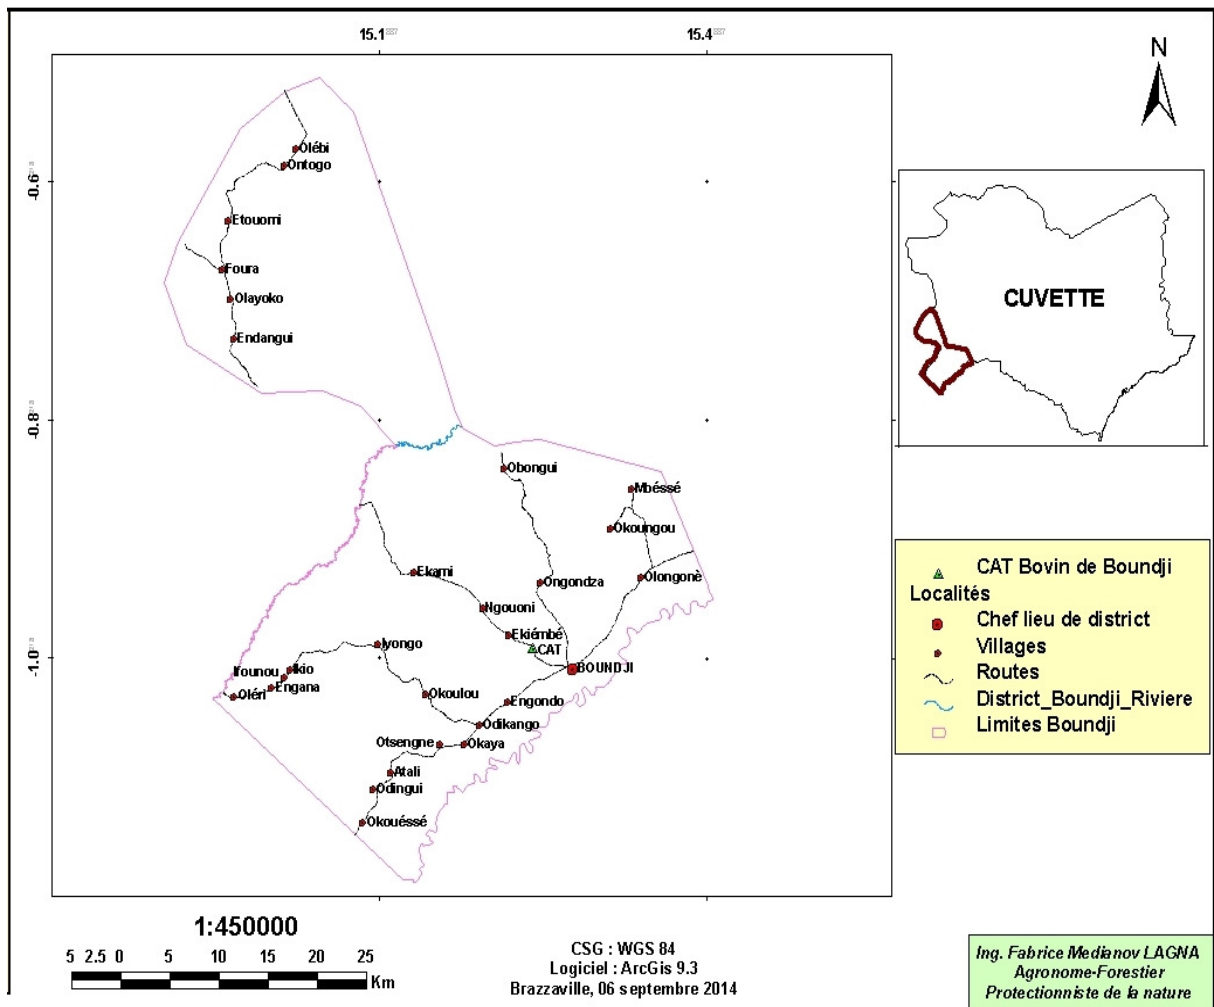 15.1
15.4
N
-0.6
-0.8
-1.0
Olébi
Ontogo
Etouomi
Foura
Olayoko
Endangui
Obongui
Mbéssé
Okoungou
Ekami
Ongondza
Olongonè
Ngouoni
Ekiémbé
CAT
BOUNDJI
Iyongo
Ikio
Ifounou
Engana
Oléri
Okoulou
Engondo
Odikango
Otsengne
Okaya
Atali
Odingui
Okouéssé
CUVETTE
CAT Bovin de Boundji
Localités
Chef lieu de district
Villages
Routes
District_Boundji_Riviere
Limites Boundji
1:450000
5 2.5 0 5 10 15 20 25
Km
CSG : WGS 84
Logiciel : ArcGis 9.3
Brazzaville, 06 septembre 2014
Ing. Fabrice Medianov LAGNA
Agronome-Forestier
Protectionniste de la nature